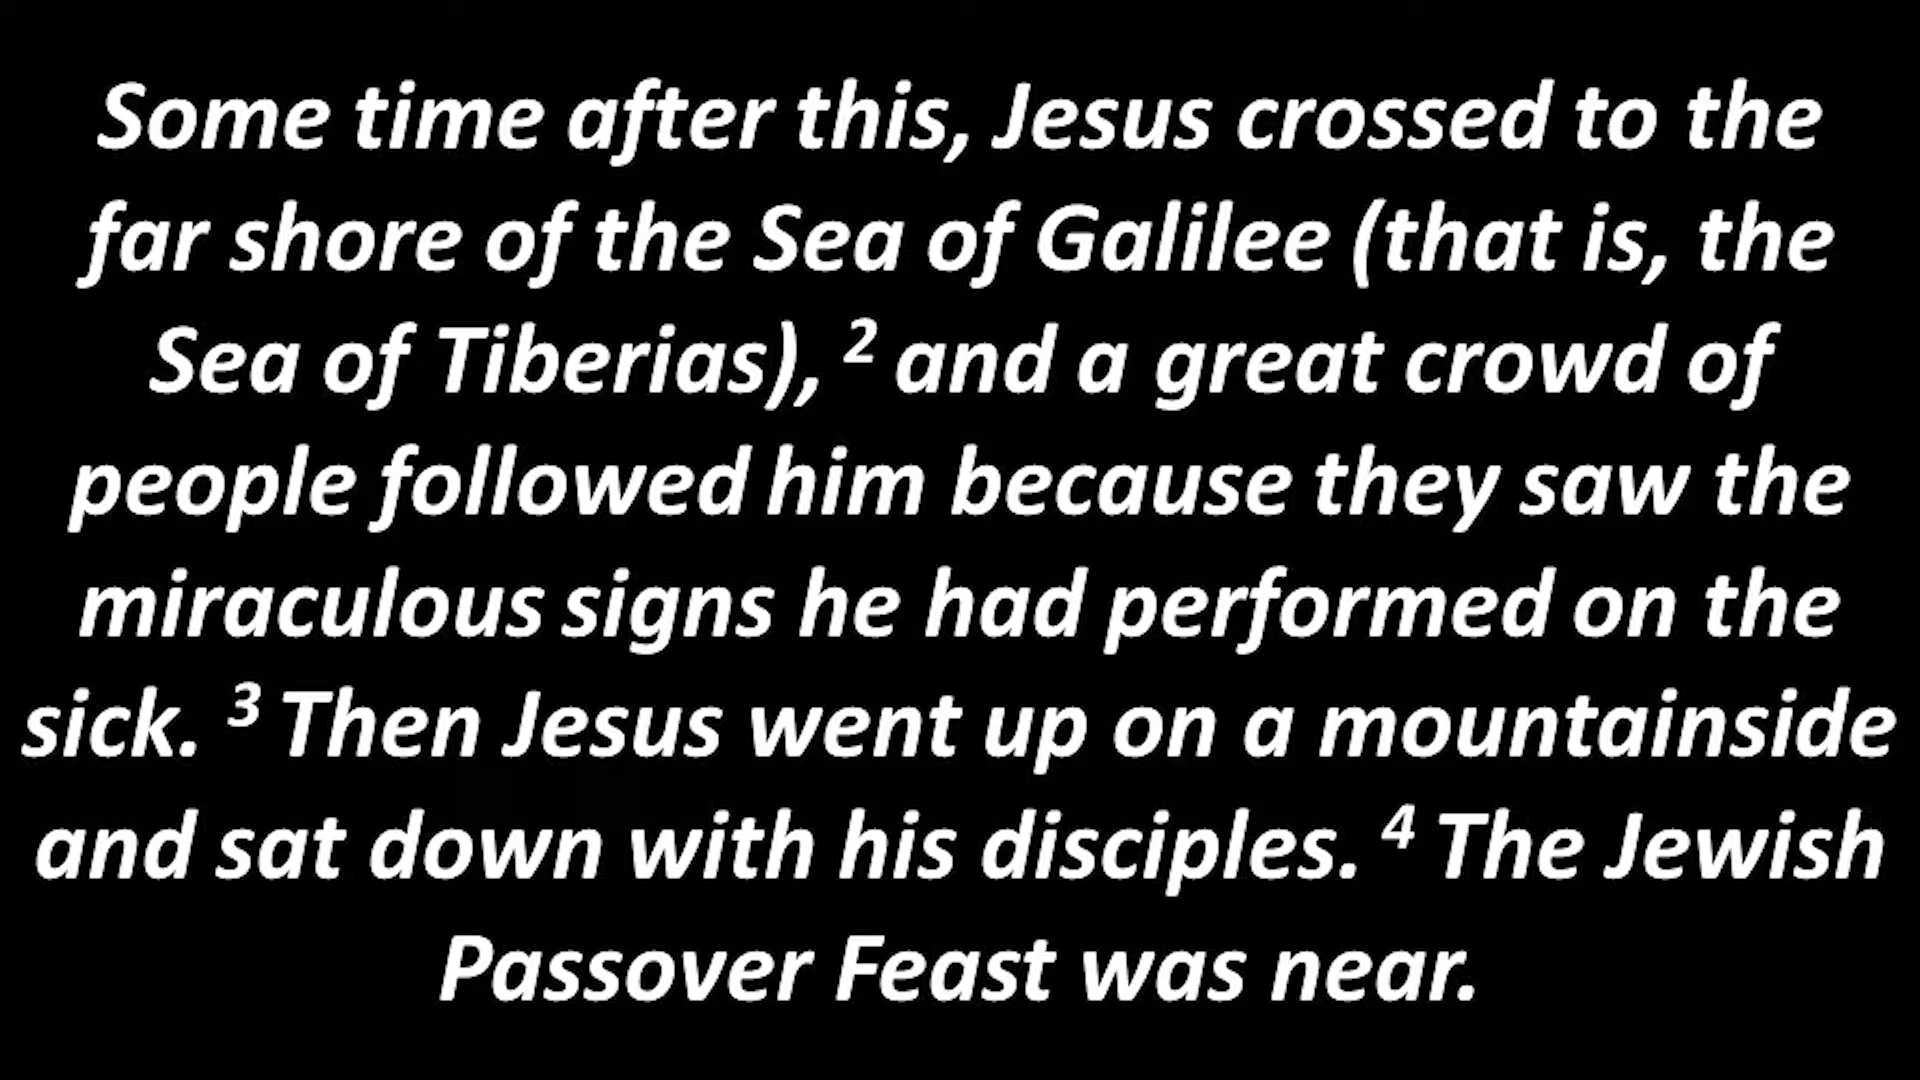 Some time after this, Jesus crossed to the
far shore of the Sea of Galilee (that is, the
Sea of Tiberias), 2 and a great crowd of
people followed him because they saw the
miraculous signs he had performed on the
sick. 3 Then Jesus went up on a mountainside
and sat down with his disciples. 4 The Jewish
Passover Feast was near.